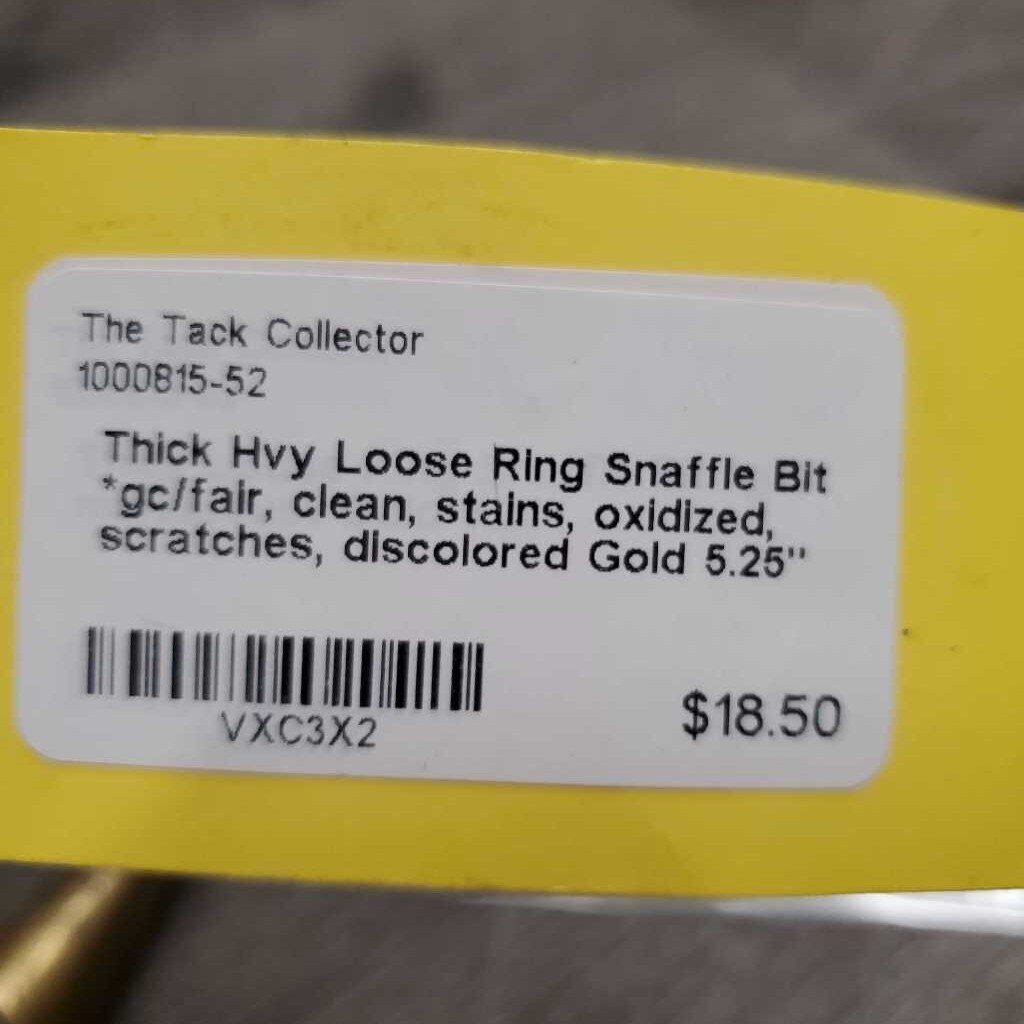 The Tack Collector
1000815-52
Thick Hvy Loose Ring Snaffle Bit
*gc/fair, clean, stains, oxidized,
scratches, discolored Gold 5.25"
VXC3X2
$18.50